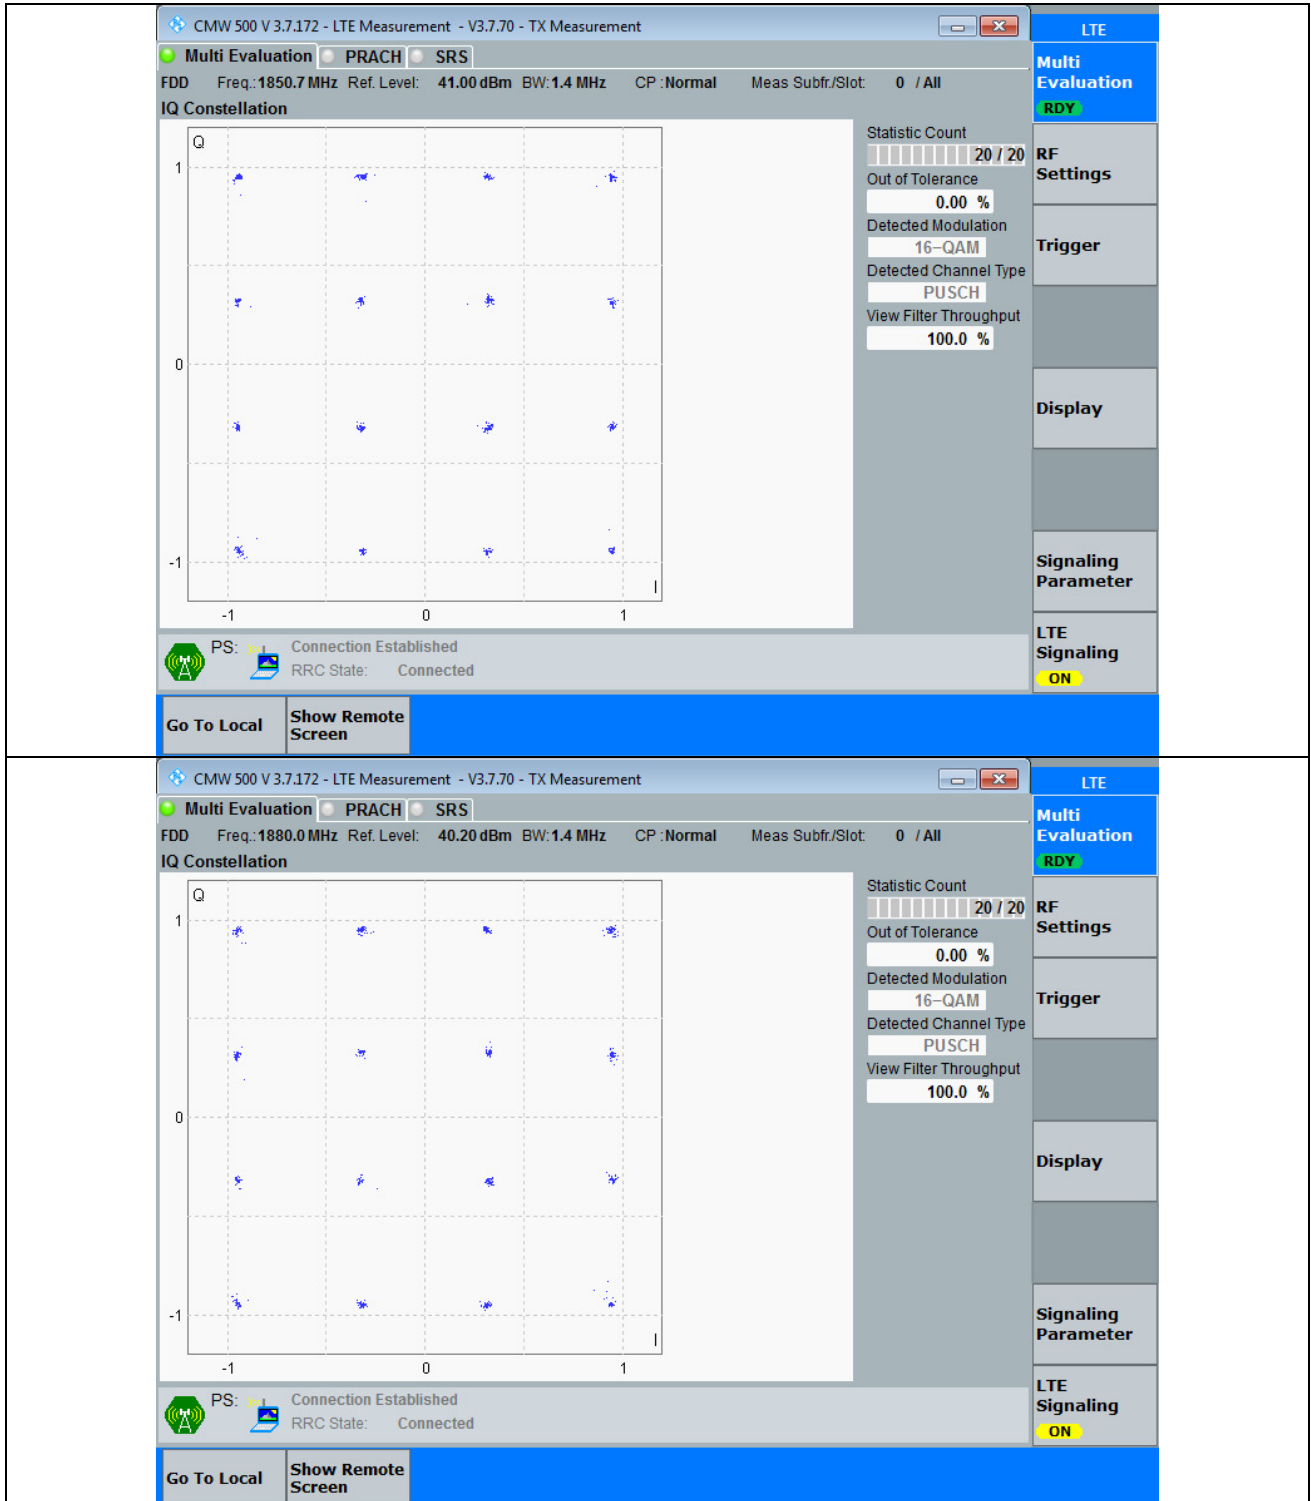 CMW 500 V 3.7.172 - LTE Measurement - V3.7.70 - TX Measurement
LTE
Multi Evaluation PRACH SRS
Multi
Evaluation
RDY
FDD Freq.: 1850.7 MHz Ref. Level: 41.00 dBm BW: 1.4 MHz CP : Normal Meas Subfr./Slot: 0 / All
IQ Constellation
Q
1
0
-1
I
-1 0 1
Statistic Count
20 / 20
Out of Tolerance
0.00 %
Detected Modulation
16-QAM
Detected Channel Type
PUSCH
View Filter Throughput
100.0 %
RF
Settings
Trigger
Display
Signaling
Parameter
LTE
Signaling
ON
PS: Connection Established
RRC State: Connected
Go To Local
Show Remote
Screen
CMW 500 V 3.7.172 - LTE Measurement - V3.7.70 - TX Measurement
LTE
Multi Evaluation PRACH SRS
Multi
Evaluation
RDY
FDD Freq.: 1880.0 MHz Ref. Level: 40.20 dBm BW: 1.4 MHz CP : Normal Meas Subfr./Slot: 0 / All
IQ Constellation
Q
1
0
-1
I
-1 0 1
Statistic Count
20 / 20
Out of Tolerance
0.00 %
Detected Modulation
16-QAM
Detected Channel Type
PUSCH
View Filter Throughput
100.0 %
RF
Settings
Trigger
Display
Signaling
Parameter
LTE
Signaling
ON
PS: Connection Established
RRC State: Connected
Go To Local
Show Remote
Screen